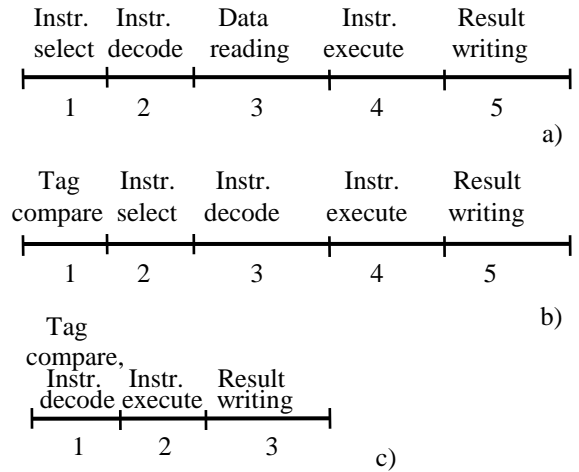 Instr. Instr. Data Instr. Result
select decode reading execute writing
1 2 3 4 5
a)
Tag Instr. Instr. Instr. Result
compare select decode execute writing
1 2 3 4 5
b)
Tag
compare,
Instr. Instr. Result
decode execute writing
1 2 3
c)